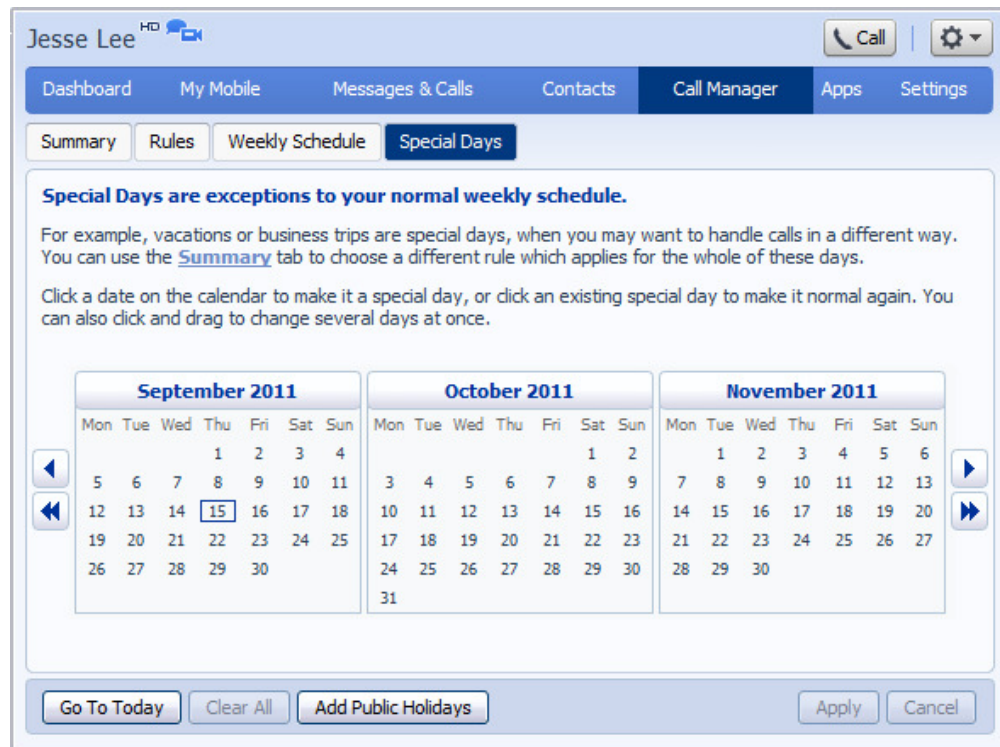 Jesse Lee HD Call
Dashboard My Mobile Messages & Calls Contacts Call Manager Apps Settings
Summary Rules Weekly Schedule Special Days
Special Days are exceptions to your normal weekly schedule.
For example, vacations or business trips are special days, when you may want to handle calls in a different way.
You can use the Summary tab to choose a different rule which applies for the whole of these days.
Click a date on the calendar to make it a special day, or click an existing special day to make it normal again. You
can also click and drag to change several days at once.
September 2011 October 2011 November 2011
Mon Tue Wed Thu Fri Sat Sun Mon Tue Wed Thu Fri Sat Sun Mon Tue Wed Thu Fri Sat Sun
1 2 3 4 1 2 1 2 3 4 5 6
5 6 7 8 9 10 11 3 4 5 6 7 8 9 7 8 9 10 11 12 13
12 13 14 15 16 17 18 10 11 12 13 14 15 16 14 15 16 17 18 19 20
19 20 21 22 23 24 25 17 18 19 20 21 22 23 21 22 23 24 25 26 27
26 27 28 29 30 24 25 26 27 28 29 30 28 29 30
31
Go To Today Clear All Add Public Holidays Apply Cancel